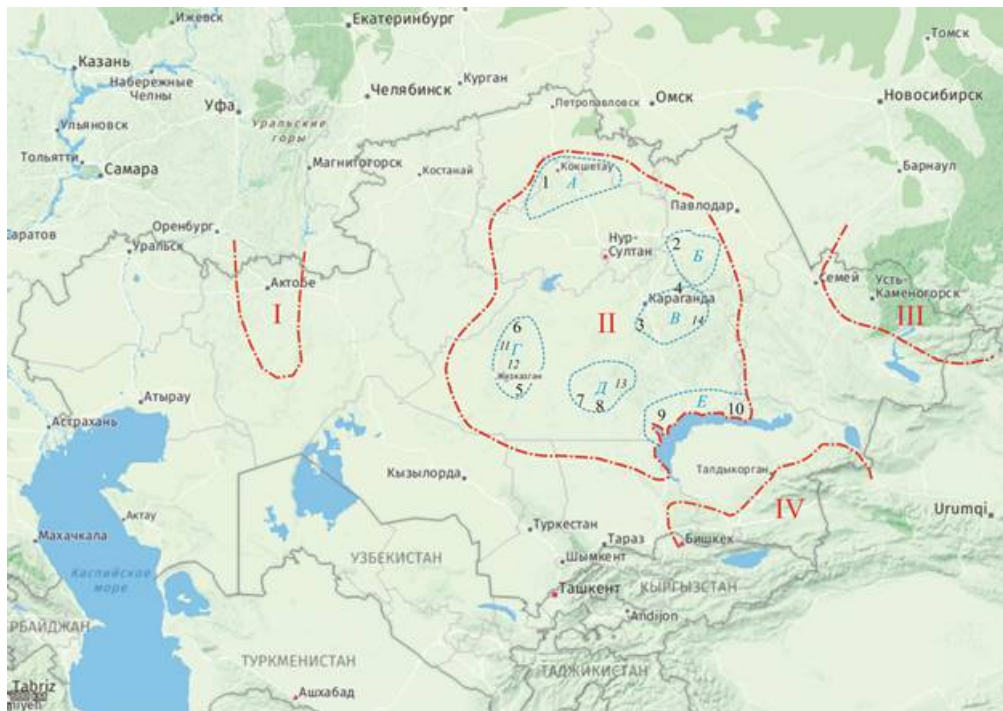 Ижевск
Екатеринбург
Томск
Казань
Набережные
Челны
Курган
Челябинск
Петропавловск
Омск
Новосибирск
Уфа
Ульяновск
Уральские
горы
Тольятти
Самара
Магнитогорск
Костанай
Кокшетау
1
А
Барнаул
Павлодар
Оренбург
Саратов
Уральск
Нур-
Султан
2
Б
Актобе
4
Семей
Усть-
Каменогорск
I
II
Караганда
III
3
В
14
6
11
Г
12
Жезказган
5
Д
13
7
8
Е
9
10
Атырау
Астрахань
Кызылорда
Талдыкорган
IV
Urumqi
Актау
Туркестан
Махачкала
Тараз
Бишкек
УЗБЕКИСТАН
Шымкент
Каспийское
море
Ташкент
КЫРГЫЗСТАН
Andijon
РБАЙДЖАН
ТУРКМЕНИСТАН
ТАДЖИКИСТАН
Tabriz
Ашхабад